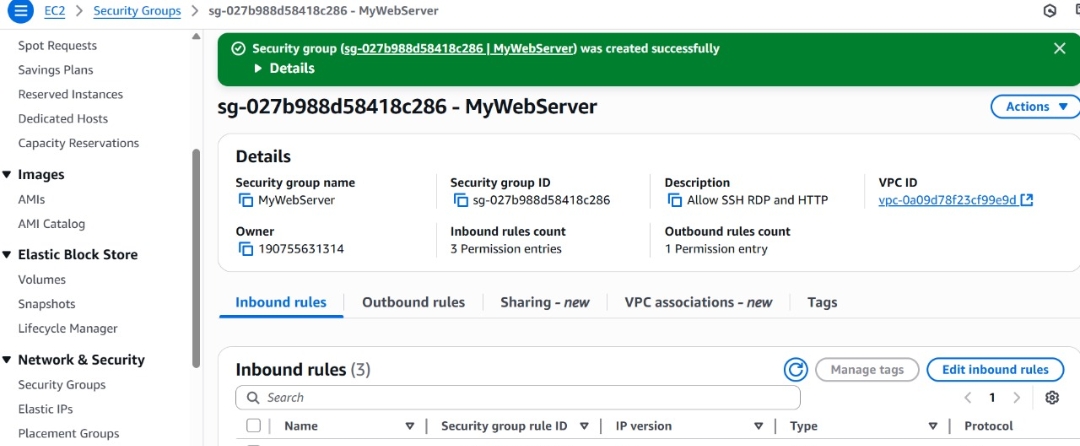 EC2 > Security Groups > sg-027b988d58418c286 - MyWebServer
Spot Requests
Savings Plans
Reserved Instances
Dedicated Hosts
Capacity Reservations
Images
AMIs
AMI Catalog
Elastic Block Store
Volumes
Snapshots
Lifecycle Manager
Network & Security
Security Groups
Elastic IPs
Placement Groups
Security group (sg-027b988d58418c286 | MyWebServer) was created successfully
Details
sg-027b988d58418c286 - MyWebServer
Actions
Details
Security group name
MyWebServer
Security group ID
sg-027b988d58418c286
Description
Allow SSH RDP and HTTP
VPC ID
vpc-0a09d78f23cf99e9d
Owner
190755631314
Inbound rules count
3 Permission entries
Outbound rules count
1 Permission entry
Inbound rules | Outbound rules | Sharing - new | VPC associations - new | Tags
Inbound rules (3)
Manage tags
Edit inbound rules
Search
1
Name | Security group rule ID | IP version | Type | Protocol